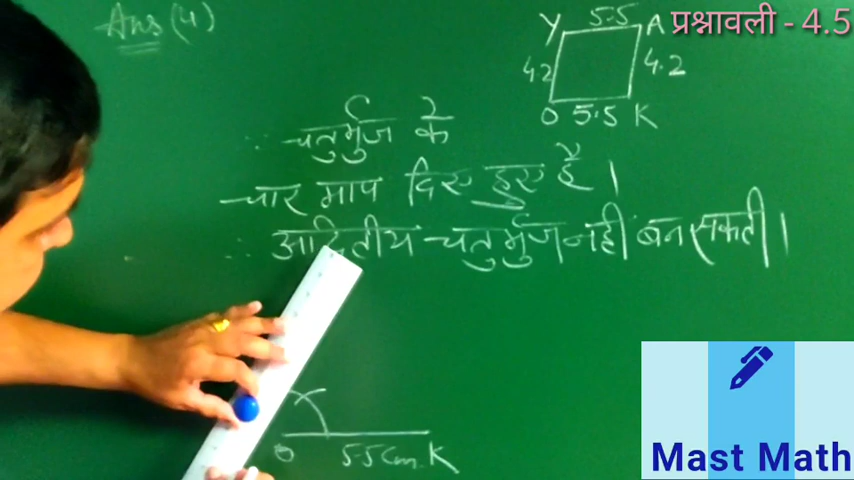 Ans (4)
प्रश्नावली - 4.5
Y 5.5 A
4.2 4.2
O 5.5 K
∵ चतुर्भुज के
चार माप दिए हुए है ।
∴ अद्वितीय चतुर्भुज नही बन सकती ।
O 5.5 Cm. K
Mast Math